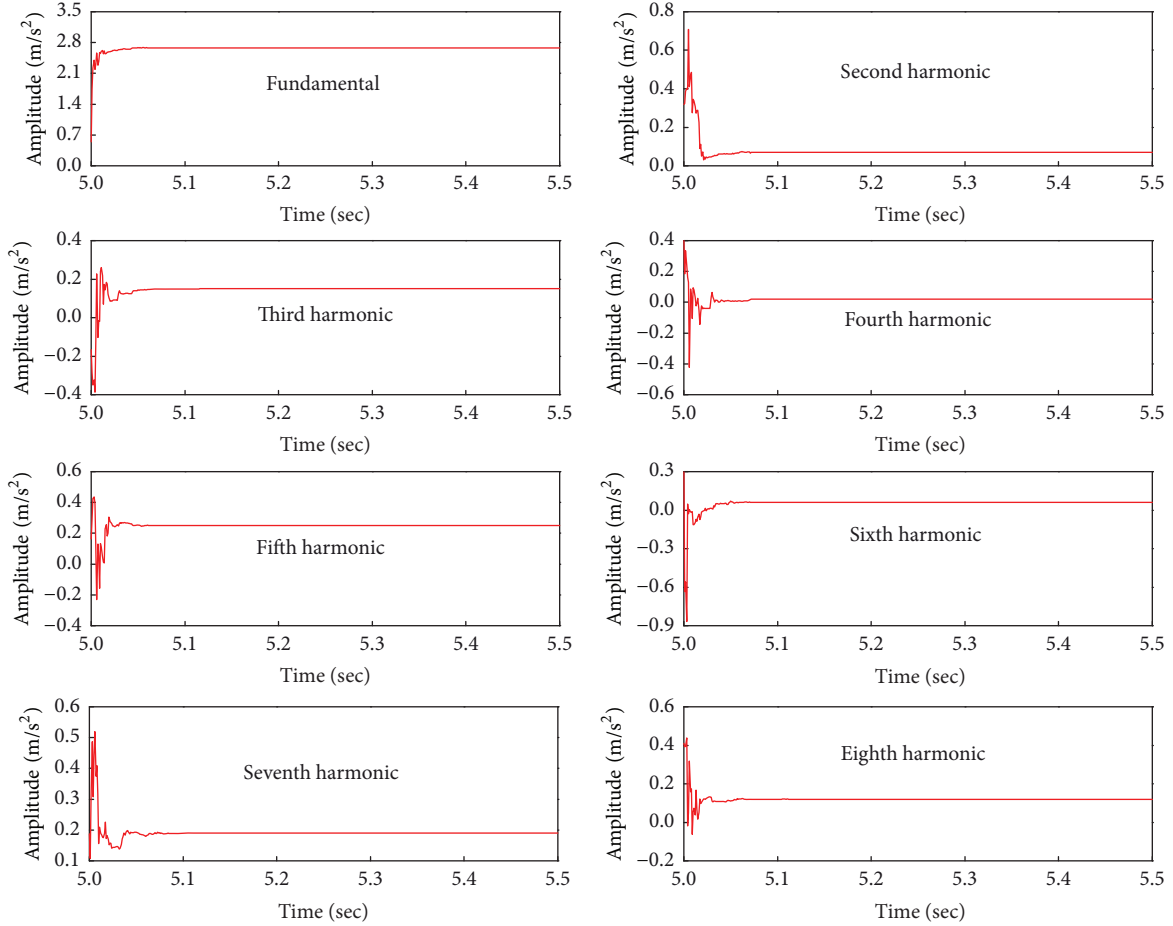 Amplitude (m/s²)
3.5
2.8
2.1
1.4
0.7
0.0
Fundamental
5.0 5.1 5.2 5.3 5.4 5.5
Time (sec)
Amplitude (m/s²)
0.8
0.6
0.4
0.2
0.0
Second harmonic
5.0 5.1 5.2 5.3 5.4 5.5
Time (sec)
Amplitude (m/s²)
0.4
0.2
0.0
−0.2
−0.4
Third harmonic
5.0 5.1 5.2 5.3 5.4 5.5
Time (sec)
Amplitude (m/s²)
0.4
0.2
0.0
−0.2
−0.4
−0.6
Fourth harmonic
5.0 5.1 5.2 5.3 5.4 5.5
Time (sec)
Amplitude (m/s²)
0.6
0.4
0.2
0.0
−0.2
−0.4
Fifth harmonic
5.0 5.1 5.2 5.3 5.4 5.5
Time (sec)
Amplitude (m/s²)
0.3
0.0
−0.3
−0.6
−0.9
Sixth harmonic
5.0 5.1 5.2 5.3 5.4 5.5
Time (sec)
Amplitude (m/s²)
0.6
0.5
0.4
0.3
0.2
0.1
Seventh harmonic
5.0 5.1 5.2 5.3 5.4 5.5
Time (sec)
Amplitude (m/s²)
0.6
0.4
0.2
0.0
−0.2
Eighth harmonic
5.0 5.1 5.2 5.3 5.4 5.5
Time (sec)